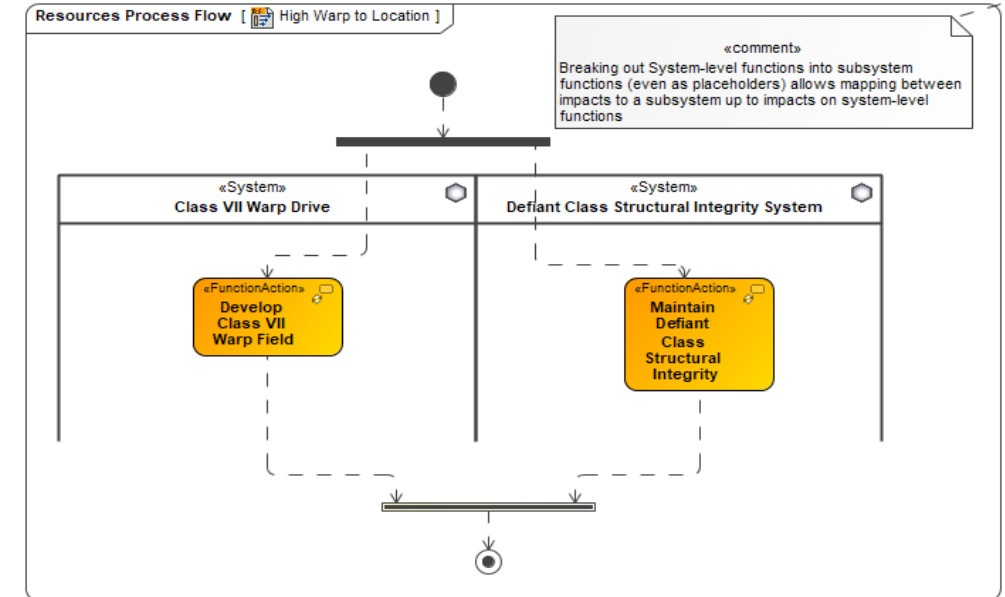 Resources Process Flow [ High Warp to Location ]
«comment»
Breaking out System-level functions into subsystem
functions (even as placeholders) allows mapping between
impacts to a subsystem up to impacts on system-level
functions
«System»
Class VII Warp Drive
«System»
Defiant Class Structural Integrity System
«FunctionAction»
Develop
Class VII
Warp Field
«FunctionAction»
Maintain
Defiant
Class
Structural
Integrity